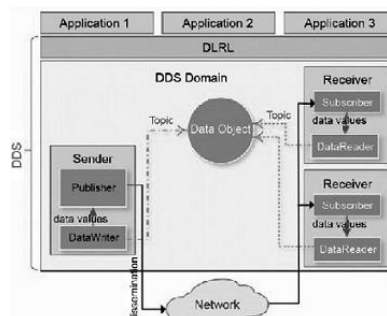 Application 1
Application 2
Application 3
DLRL
DDS
DDS Domain
Receiver
Subscriber
data values
DataReader
Topic
Topic
Data Object
Sender
Publisher
data values
DataWriter
Receiver
Subscriber
data values
DataReader
issemination
Network